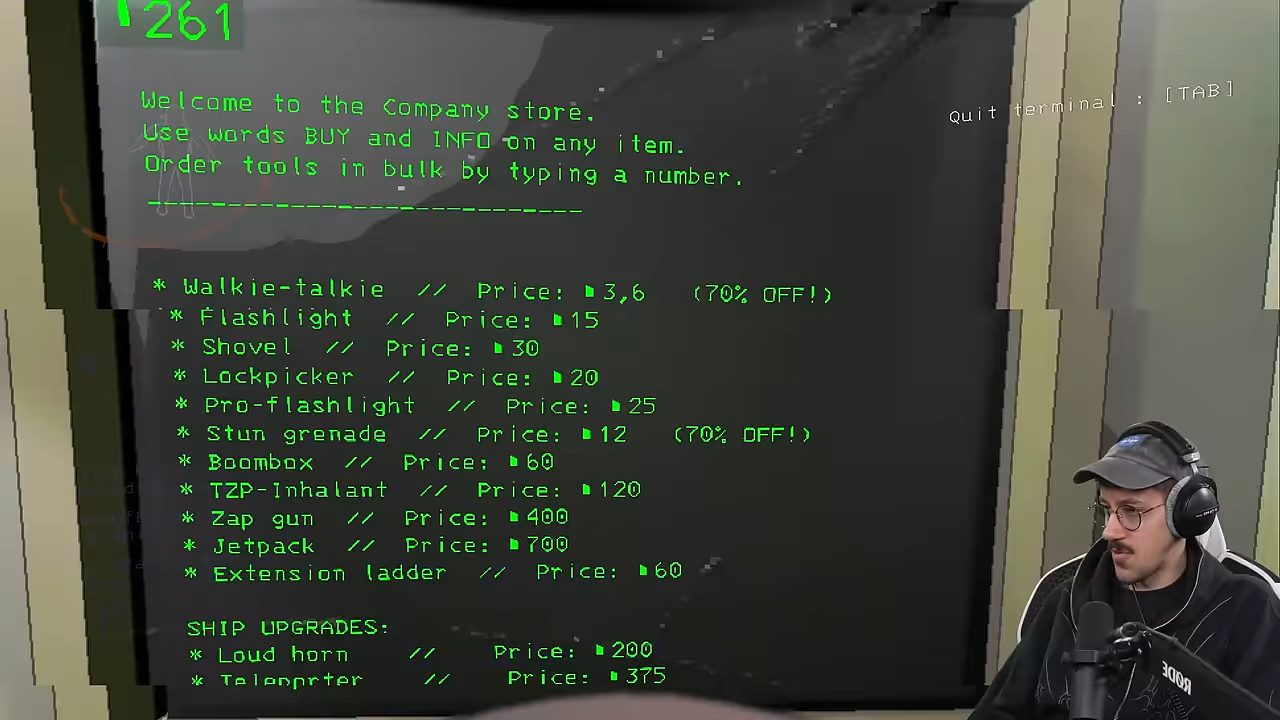 261
Quit terminal : [TAB]
Welcome to the Company store.
Use words BUY and INFO on any item.
Order tools in bulk by typing a number.
----------------------------
* Walkie-talkie // Price: ▮3,6 (70% OFF!)
* Flashlight // Price: ▮15
* Shovel // Price: ▮30
* Lockpicker // Price: ▮20
* Pro-flashlight // Price: ▮25
* Stun grenade // Price: ▮12 (70% OFF!)
* Boombox // Price: ▮60
* TZP-Inhalant // Price: ▮120
* Zap gun // Price: ▮400
* Jetpack // Price: ▮700
* Extension ladder // Price: ▮60
SHIP UPGRADES:
* Loud horn // Price: ▮200
* Teleporter // Price: ▮375
RØDE